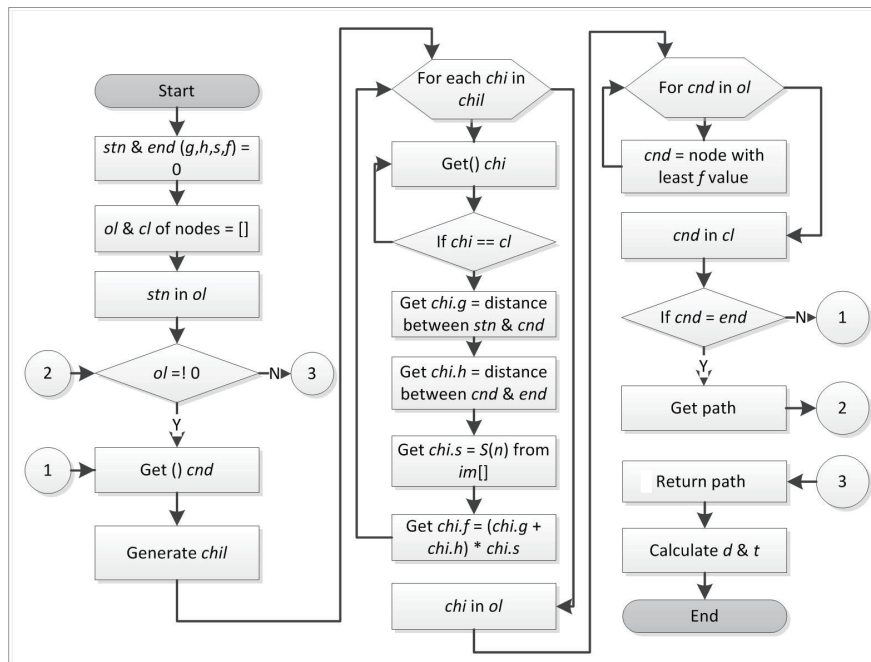 Start
stn & end (g,h,s,f) =
0
ol & cl of nodes = []
stn in ol
2
ol =! 0
N
3
Y
1
Get () cnd
Generate chil
For each chi in
chil
Get() chi
If chi == cl
Get chi.g = distance
between stn & cnd
Get chi.h = distance
between cnd & end
Get chi.s = S(n) from
im[]
Get chi.f = (chi.g +
chi.h) * chi.s
chi in ol
For cnd in ol
cnd = node with
least f value
cnd in cl
If cnd = end
N
1
Y
Get path
2
Return path
3
Calculate d & t
End